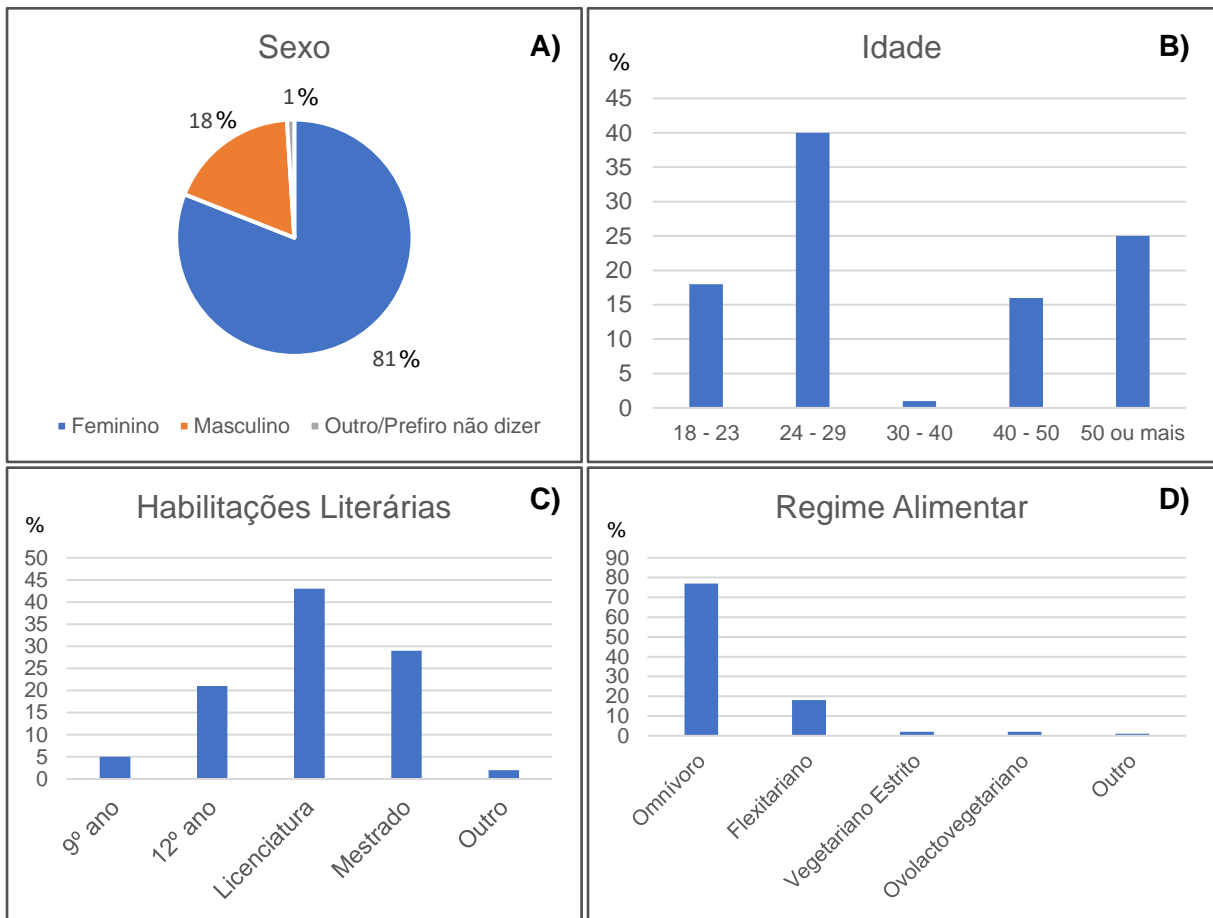 Sexo
A)
1%
18%
81%
Feminino Masculino Outro/Prefiro não dizer
Idade
B)
%
45
40
35
30
25
20
15
10
5
0
18 - 23 24 - 29 30 - 40 40 - 50 50 ou mais
Habilitações Literárias
C)
%
50
45
40
35
30
25
20
15
10
5
0
9º ano
12º ano
Licenciatura
Mestrado
Outro
Regime Alimentar
D)
%
90
80
70
60
50
40
30
20
10
0
Omnívoro
Flexitariano
Vegetariano Estrito
Ovolactovegetariano
Outro